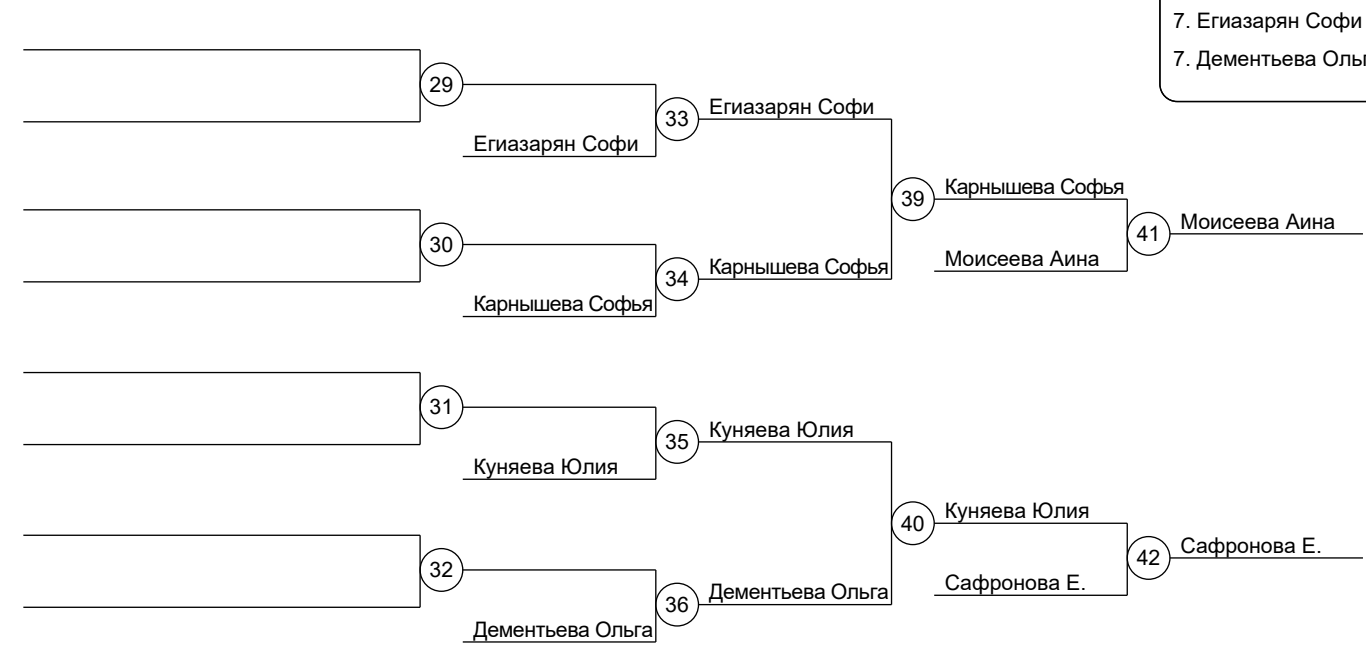 7. Егиазарян Софи
7. Дементьева Ольг
29
33
Егиазарян Софи
Егиазарян Софи
39
Карнышева Софья
30
34
Карнышева Софья
Карнышева Софья
Моисеева Аина
41
Моисеева Аина
31
35
Куняева Юлия
Куняева Юлия
40
Куняева Юлия
32
36
Дементьева Ольга
Дементьева Ольга
Сафронова Е.
42
Сафронова Е.